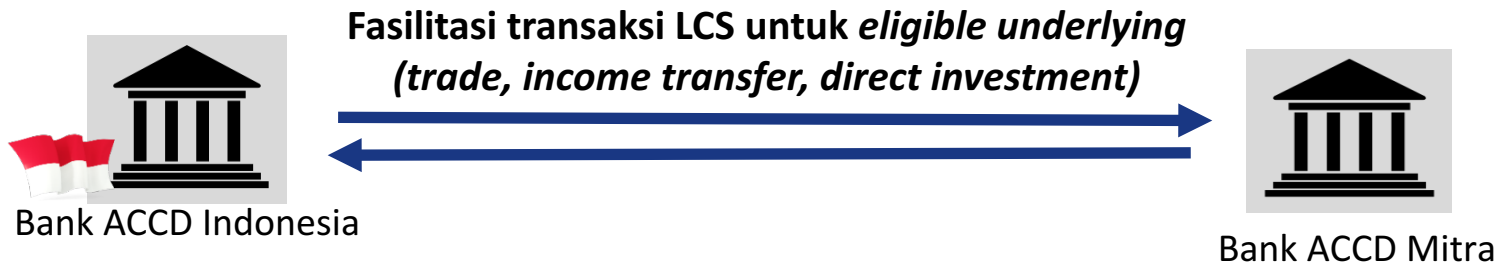 Fasilitasi transaksi LCS untuk eligible underlying
(trade, income transfer, direct investment)
Bank ACCD Indonesia
Bank ACCD Mitra